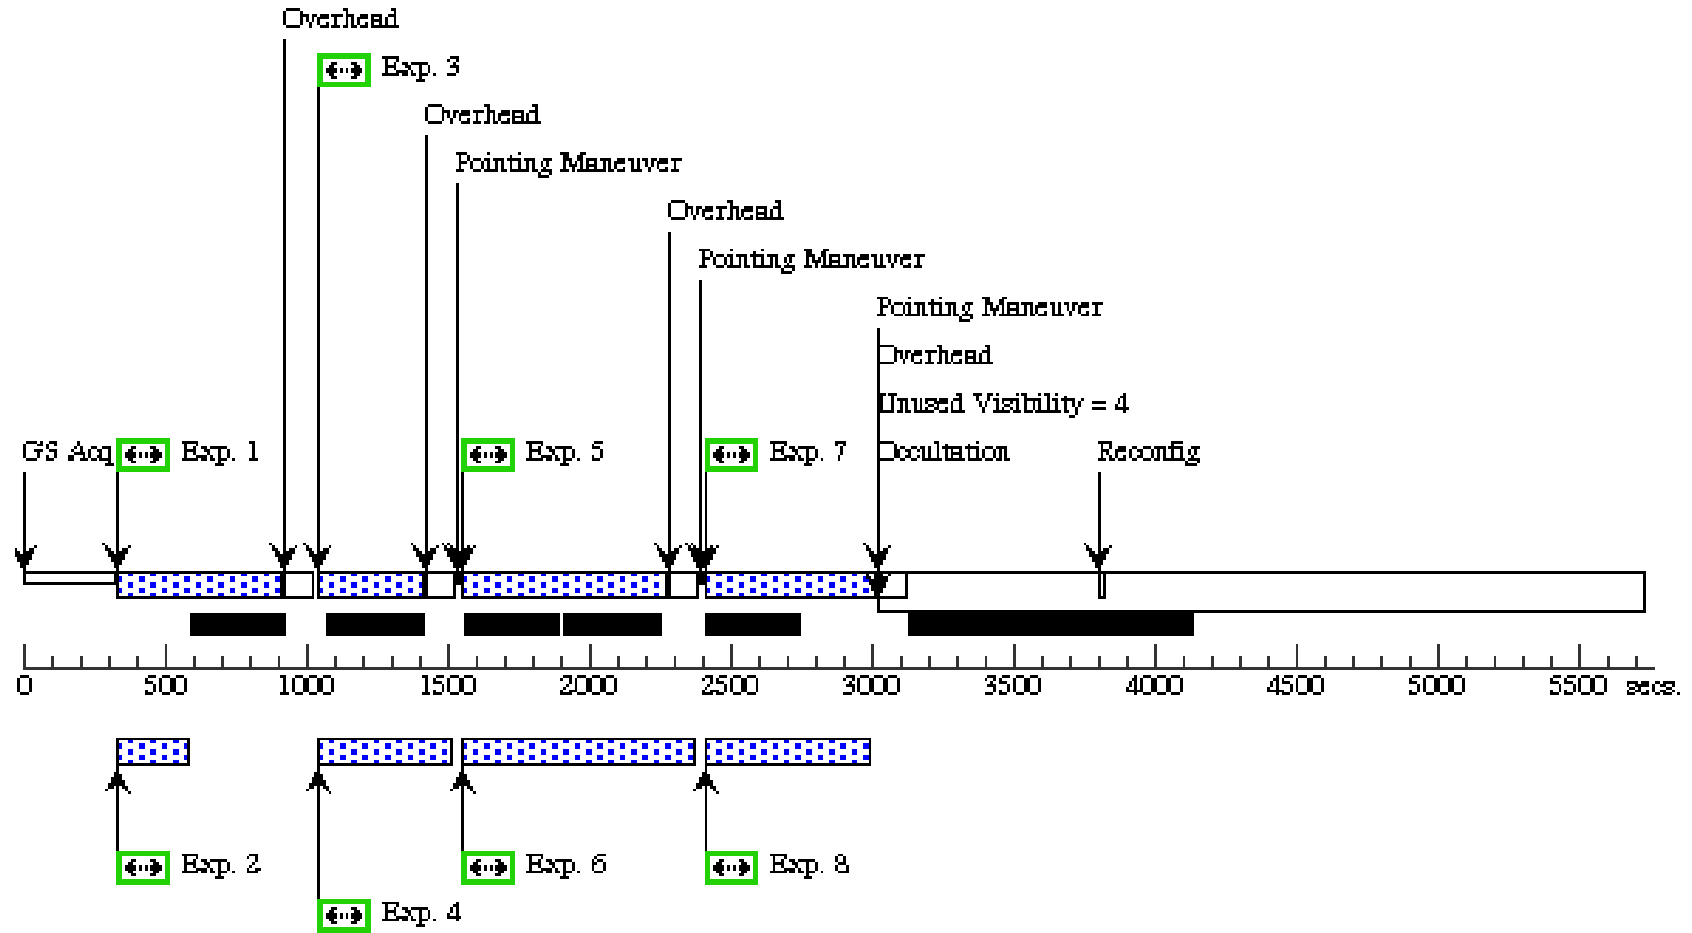 Overhead
Exp. 3
Overhead
Pointing Maneuver
Overhead
Pointing Maneuver
Pointing Maneuver
Overhead
Unused Visibility = 4
GS Acq Exp. 1 Exp. 5 Exp. 7 Occultation Reconfig
0 500 1000 1500 2000 2500 3000 3500 4000 4500 5000 5500 secs.
Exp. 2 Exp. 6 Exp. 8
Exp. 4